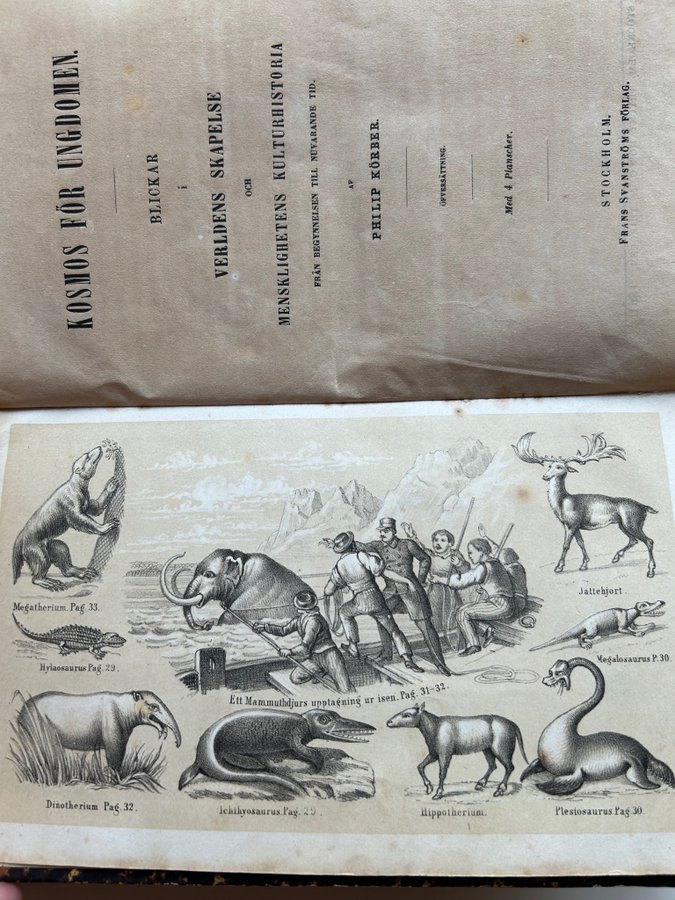 KOSMOS FÖR UNGDOMEN.
BLICKAR
i
VERLDENS SKAPELSE
OCH
MENSKLIGHETENS KULTURHISTORIA
FRÅN BEGYNNELSEN TILL NUVARANDE TID.
AF
PHILIP KÖRBER.
ÖFVERSÄTTNING.
Med 4 Planscher.
STOCKHOLM,
FRANS SVANSTRÖMS FÖRLAG.
Megatherium. Pag. 33.
Jättehjort.
Hylaosaurus Pag. 29.
Megalosaurus P. 30.
Ett Mammuthdjurs upptagning ur isen. Pag. 31-32.
Dinotherium Pag. 32.
Ichthyosaurus. Pag. 29.
Hippotherium.
Plesiosaurus. Pag. 30.